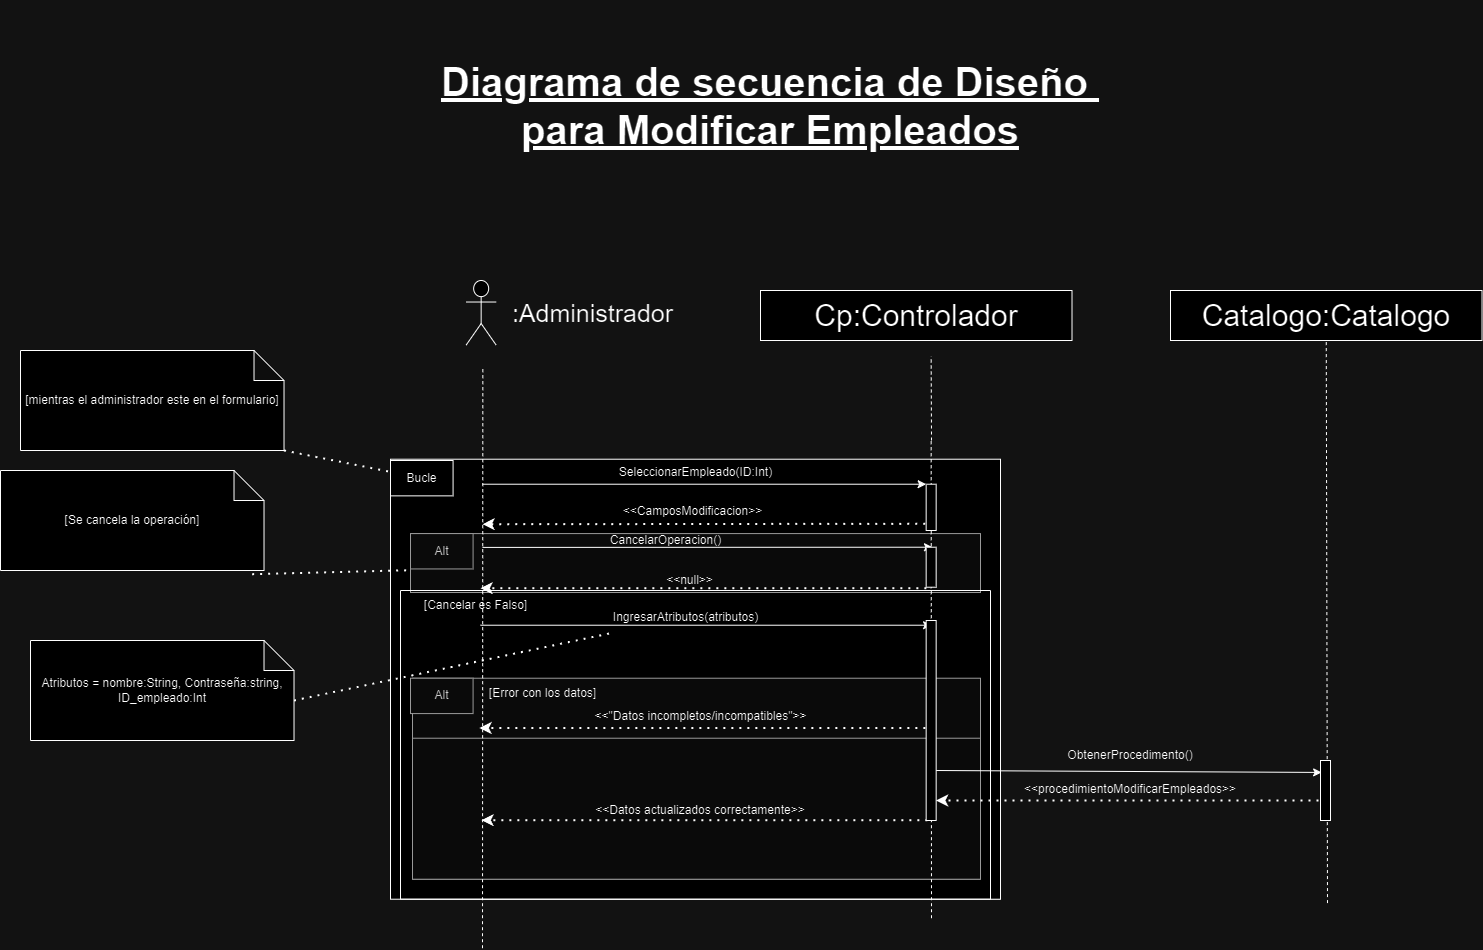 Diagrama de secuencia de Diseño
para Modificar Empleados
:Administrador
Cp:Controlador
Catalogo:Catalogo
[mientras el administrador este en el formulario]
Bucle
SeleccionarEmpleado(ID:Int)
<<CamposModificacion>>
[Se cancela la operación]
Alt
CancelarOperacion()
<<null>>
[Cancelar es Falso]
IngresarAtributos(atributos)
Atributos = nombre:String, Contraseña:string,
ID_empleado:Int
Alt
[Error con los datos]
<<"Datos incompletos/incompatibles">>
ObtenerProcedimento()
<<procedimientoModificarEmpleados>>
<<Datos actualizados correctamente>>